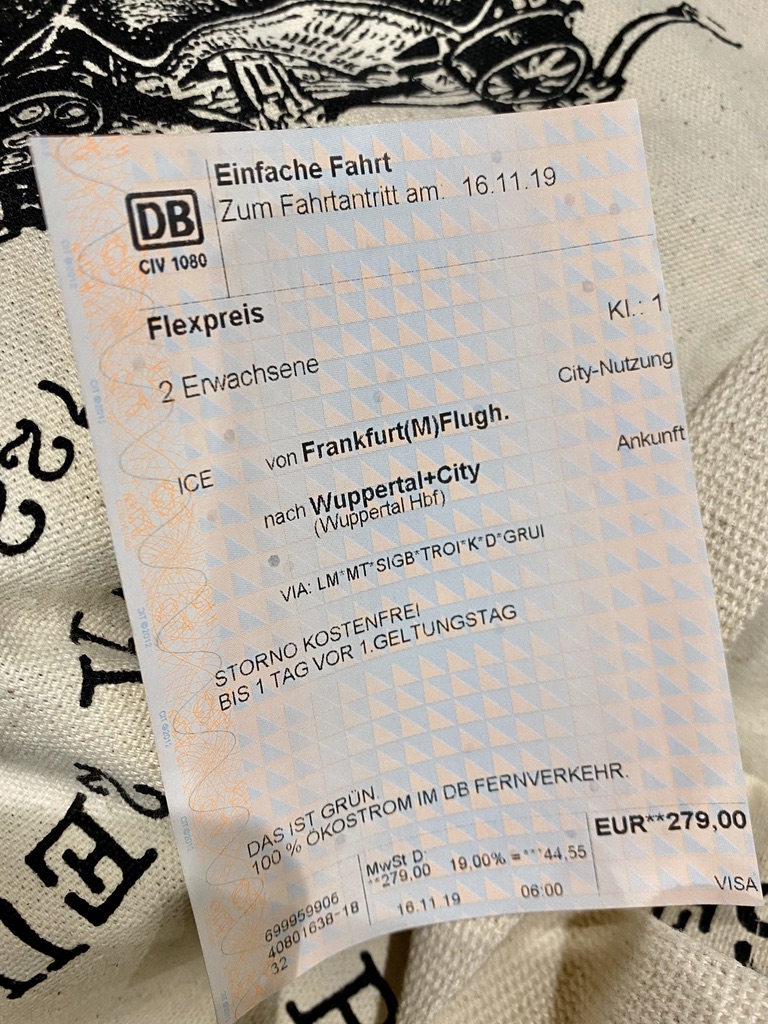 Einfache Fahrt
Zum Fahrtantritt am: 16.11.19
DB
CIV 1080
Flexpreis
Kl.: 1
2 Erwachsene
City-Nutzung
ICE von Frankfurt(M)Flugh.
Ankunft
nach Wuppertal+City
(Wuppertal Hbf)
VIA: LM*MT*SIGB*TROI*K*D*GRUI
STORNO KOSTENFREI
BIS 1 TAG VOR 1.GELTUNGSTAG
DAS IST GRÜN.
100 % ÖKOSTROM IM DB FERNVERKEHR.
EUR**279,00
MwSt D:
**279,00 19,00% =***44,55
VISA
699959906
40801638-18
32
16.11.19 06:00